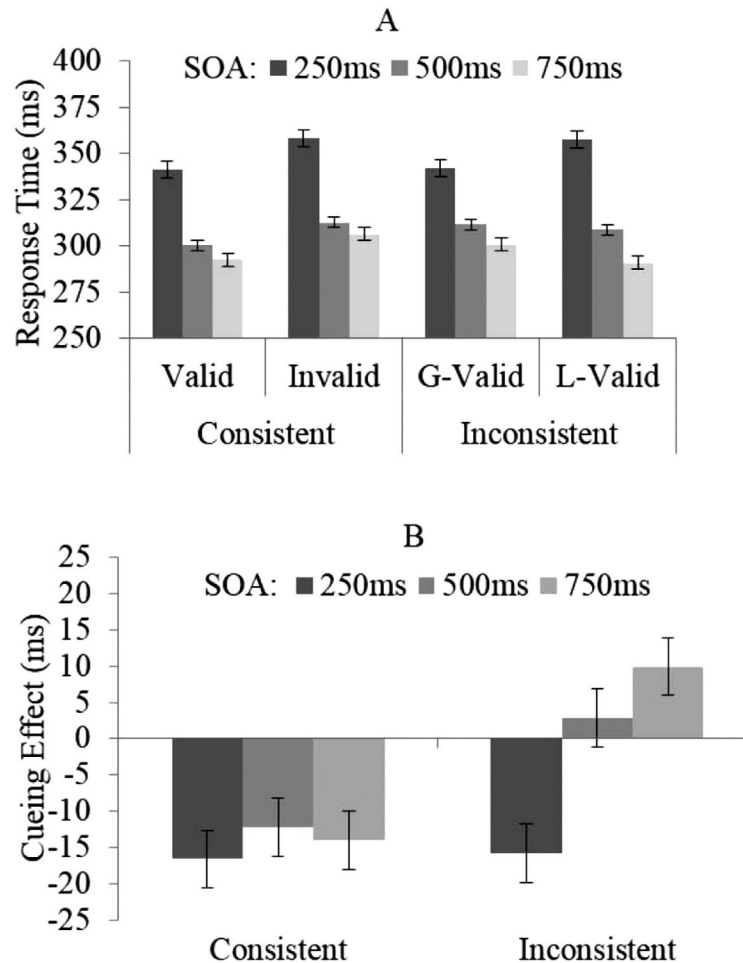 A
SOA: 250ms 500ms 750ms
Response Time (ms)
400
375
350
325
300
275
250
Valid Invalid G-Valid L-Valid
Consistent Inconsistent
B
SOA: 250ms 500ms 750ms
Cueing Effect (ms)
25
20
15
10
5
0
-5
-10
-15
-20
-25
Consistent Inconsistent